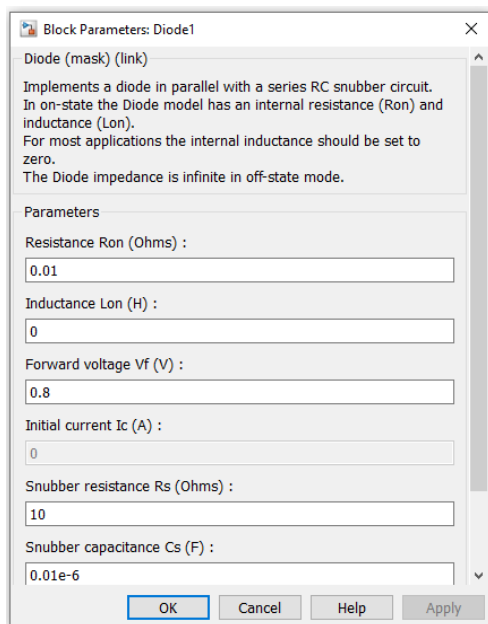 Block Parameters: Diode1
Diode (mask) (link)
Implements a diode in parallel with a series RC snubber circuit.
In on-state the Diode model has an internal resistance (Ron) and
inductance (Lon).
For most applications the internal inductance should be set to
zero.
The Diode impedance is infinite in off-state mode.
Parameters
Resistance Ron (Ohms) :
0.01
Inductance Lon (H) :
0
Forward voltage Vf (V) :
0.8
Initial current Ic (A) :
0
Snubber resistance Rs (Ohms) :
10
Snubber capacitance Cs (F) :
0.01e-6
OK Cancel Help Apply